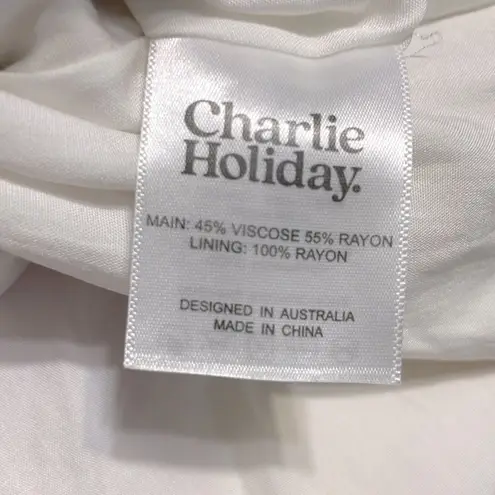 Charlie
Holiday.
MAIN: 45% VISCOSE 55% RAYON
LINING: 100% RAYON
DESIGNED IN AUSTRALIA
MADE IN CHINA